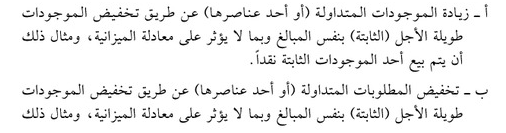 أ ـ زيادة الموجودات المتداولة (أو أحد عناصرها) عن طريق تخفيض الموجودات
طويلة الأجل (الثابتة) بنفس المبالغ وبما لا يؤثر على معادلة الميزانية، ومثال ذلك
أن يتم بيع أحد الموجودات الثابتة نقداً.
ب ـ تخفيض المطلوبات المتداولة (أو أحد عناصرها) عن طريق تخفيض الموجودات
طويلة الأجل (الثابتة) بنفس المبالغ وبما لا يؤثر على معادلة الميزانية، ومثال ذلك